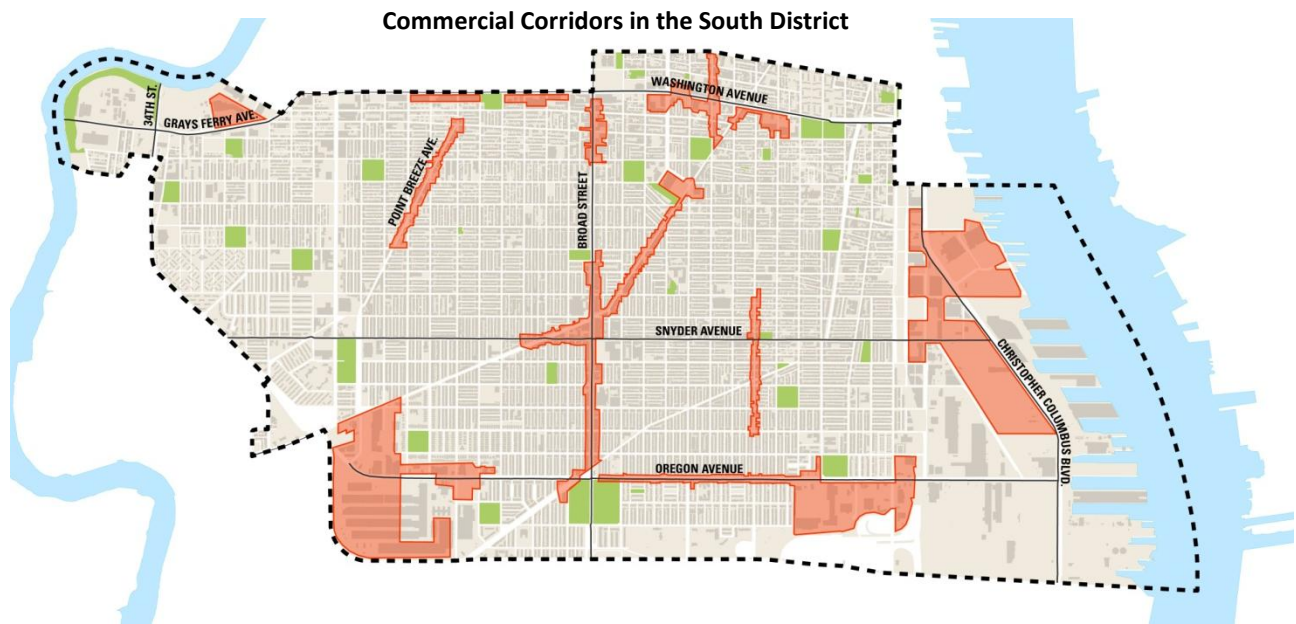 Commercial Corridors in the South District
WASHINGTON AVENUE
34TH ST.
GRAYS FERRY AVE.
POINT BREEZE AVE.
BROAD STREET
SNYDER AVENUE
CHRISTOPHER COLUMBUS BLVD.
OREGON AVENUE